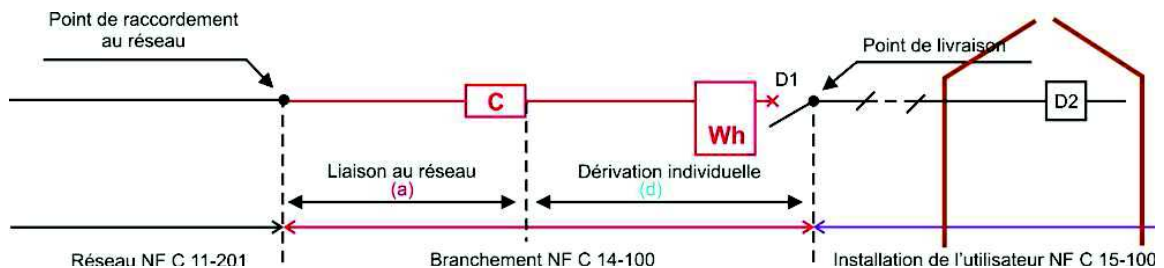 Point de raccordement
au réseau
Point de livraison
D1
C
Wh
D2
Liaison au réseau
(a)
Dérivation individuelle
(d)
Réseau NF C 11-201
Branchement NF C 14-100
Installation de l'utilisateur NF C 15-100